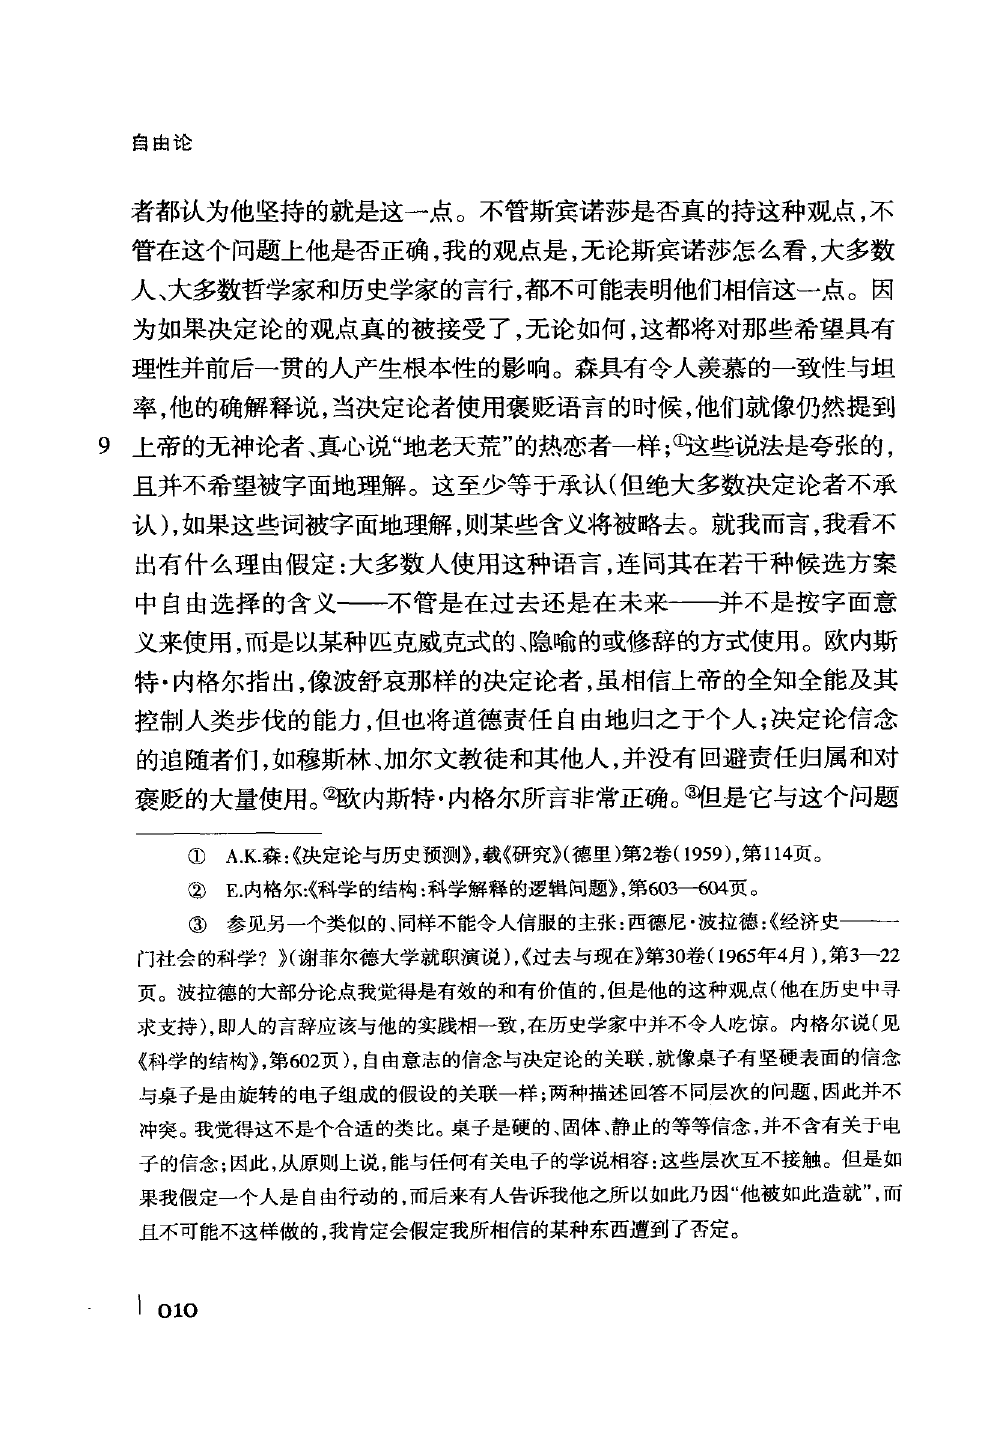 自由论
者都认为他坚持的就是这一点。不管斯宾诺莎是否真的持这种观点,不
管在这个问题上他是否正确,我的观点是,无论斯宾诺莎怎么看,大多数
人、大多数哲学家和历史学家的言行,都不可能表明他们相信这一点。因
为如果决定论的观点真的被接受了,无论如何,这都将对那些希望具有
理性并前后一贯的人产生根本性的影响。森具有令人羡慕的一致性与坦
率,他的确解释说,当决定论者使用褒贬语言的时候,他们就像仍然提到
9 上帝的无神论者、真心说“地老天荒”的热恋者一样;①这些说法是夸张的,
且并不希望被字面地理解。这至少等于承认(但绝大多数决定论者不承
认),如果这些词被字面地理解,则某些含义将被略去。就我而言,我看不
出有什么理由假定:大多数人使用这种语言,连同其在若干种候选方案
中自由选择的含义——不管是在过去还是在未来——并不是按字面意
义来使用,而是以某种匹克威克式的、隐喻的或修辞的方式使用。欧内斯
特·内格尔指出,像波舒哀那样的决定论者,虽相信上帝的全知全能及其
控制人类步伐的能力,但也将道德责任自由地归之于个人;决定论信念
的追随者们,如穆斯林、加尔文教徒和其他人,并没有回避责任归属和对
褒贬的大量使用。②欧内斯特·内格尔所言非常正确。③但是它与这个问题
① A.K.森:《决定论与历史预测》,载《研究》(德里)第2卷(1959),第114页。
② E.内格尔:《科学的结构:科学解释的逻辑问题》,第603—604页。
③ 参见另一个类似的、同样不能令人信服的主张:西德尼·波拉德:《经济史——一
门社会的科学？》(谢菲尔德大学就职演说),《过去与现在》第30卷(1965年4月),第3—22
页。波拉德的大部分论点我觉得是有效的和有价值的,但是他的这种观点(他在历史中寻
求支持),即人的言辞应该与他的实践相一致,在历史学家中并不令人吃惊。内格尔说(见
《科学的结构》,第602页),自由意志的信念与决定论的关联,就像桌子有坚硬表面的信念
与桌子是由旋转的电子组成的假设的关联一样;两种描述回答不同层次的问题,因此并不
冲突。我觉得这不是个合适的类比。桌子是硬的、固体、静止的等等信念,并不含有关于电
子的信念;因此,从原则上说,能与任何有关电子的学说相容:这些层次互不接触。但是如
果我假定一个人是自由行动的,而后来有人告诉我他之所以如此乃因“他被如此造就”,而
且不可能不这样做的,我肯定会假定我所相信的某种东西遭到了否定。
010